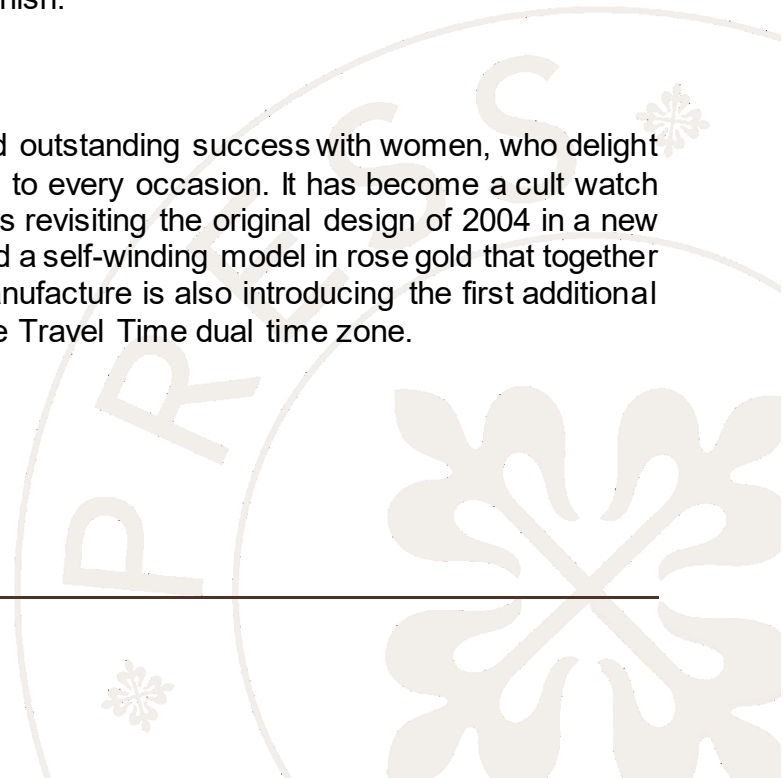 outstanding success with women, who delight
to every occasion. It has become a cult watch
revisiting the original design of 2004 in a new
a self-winding model in rose gold that together
is also introducing the first additional
Travel Time dual time zone.
PRESS